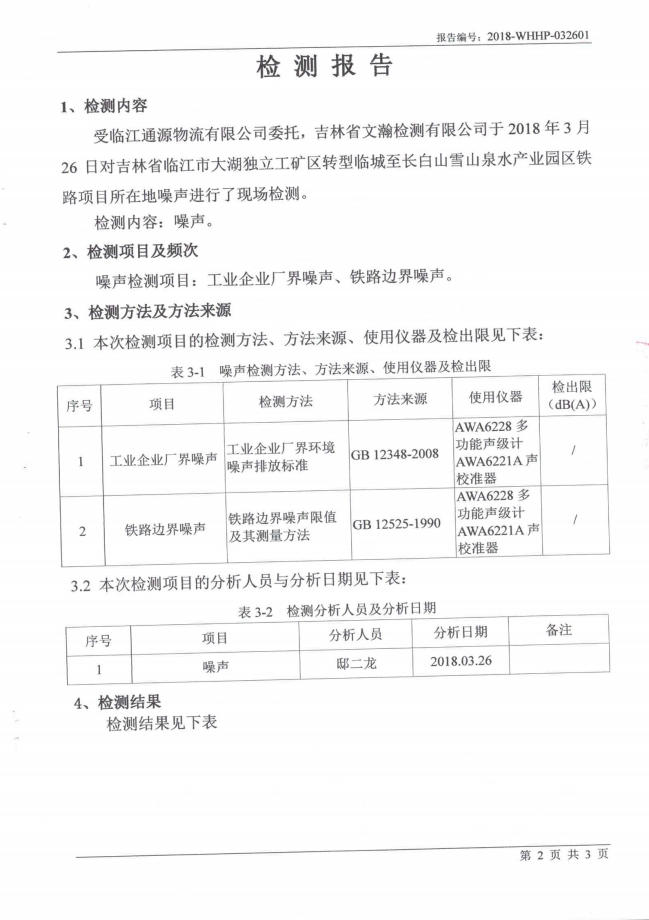 报告编号：2018-WHHP-032601
检 测 报 告
1、检测内容
受临江通源物流有限公司委托，吉林省文瀚检测有限公司于 2018 年 3 月
26 日对吉林省临江市大湖独立工矿区转型临城至长白山雪山泉水产业园区铁
路项目所在地噪声进行了现场检测。
检测内容：噪声。
2、检测项目及频次
噪声检测项目：工业企业厂界噪声、铁路边界噪声。
3、检测方法及方法来源
3.1 本次检测项目的检测方法、方法来源、使用仪器及检出限见下表：
表 3-1 噪声检测方法、方法来源、使用仪器及检出限
序号 项目 检测方法 方法来源 使用仪器 检出限
（dB(A)）
1 工业企业厂界噪声 工业企业厂界环境
噪声排放标准 GB 12348-2008 AWA6228 多
功能声级计
AWA6221A 声
校准器 /
2 铁路边界噪声 铁路边界噪声限值
及其测量方法 GB 12525-1990 AWA6228 多
功能声级计
AWA6221A 声
校准器 /
3.2 本次检测项目的分析人员与分析日期见下表：
表 3-2 检测分析人员及分析日期
序号 项目 分析人员 分析日期 备注
1 噪声 邸二龙 2018.03.26
4、检测结果
检测结果见下表
第 2 页 共 3 页